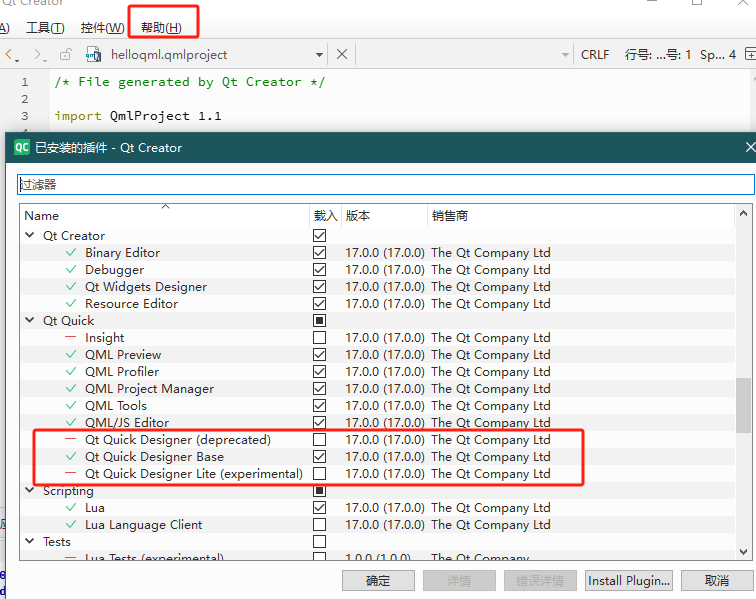 Qt Creator
工具(T) 控件(W) 帮助(H)
helloqml.qmlproject CRLF 行号: ...号: 1 Sp... 4
1 /* File generated by Qt Creator */
2
3 import QmlProject 1.1
QC 已安装的插件 - Qt Creator
过滤器
Name 载入 版本 销售商
Qt Creator
Binary Editor 17.0.0 (17.0.0) The Qt Company Ltd
Debugger 17.0.0 (17.0.0) The Qt Company Ltd
Qt Widgets Designer 17.0.0 (17.0.0) The Qt Company Ltd
Resource Editor 17.0.0 (17.0.0) The Qt Company Ltd
Qt Quick
Insight 17.0.0 (17.0.0) The Qt Company Ltd
QML Preview 17.0.0 (17.0.0) The Qt Company Ltd
QML Profiler 17.0.0 (17.0.0) The Qt Company Ltd
QML Project Manager 17.0.0 (17.0.0) The Qt Company Ltd
QML Tools 17.0.0 (17.0.0) The Qt Company Ltd
QML/JS Editor 17.0.0 (17.0.0) The Qt Company Ltd
Qt Quick Designer (deprecated) 17.0.0 (17.0.0) The Qt Company Ltd
Qt Quick Designer Base 17.0.0 (17.0.0) The Qt Company Ltd
Qt Quick Designer Lite (experimental) 17.0.0 (17.0.0) The Qt Company Ltd
Scripting
Lua 17.0.0 (17.0.0) The Qt Company Ltd
Lua Language Client 17.0.0 (17.0.0) The Qt Company Ltd
Tests
Lua Tests (experimental) 1.0.0 (1.0.0) The Qt Company
确定 详情 错误详情 Install Plugin... 取消